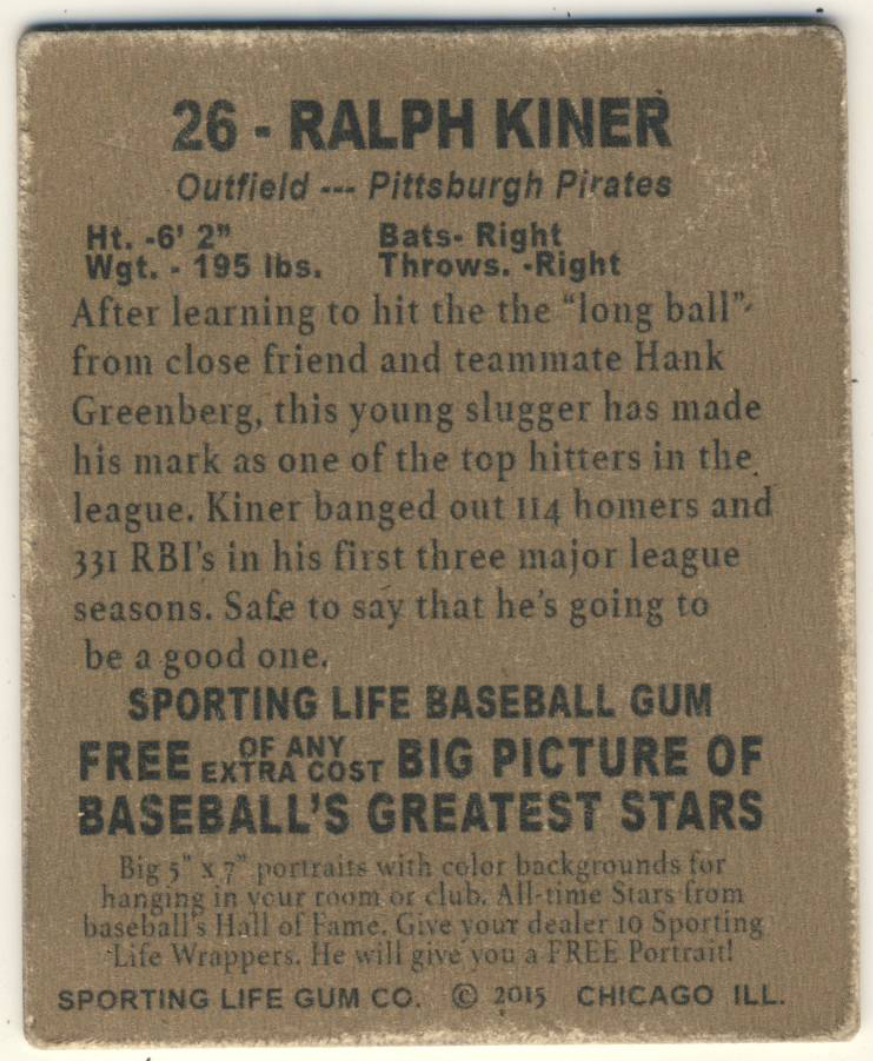 26 - RALPH KINER
Outfield --- Pittsburgh Pirates
Ht. -6' 2" Bats- Right
Wgt. - 195 lbs. Throws. -Right
After learning to hit the the "long ball"
from close friend and teammate Hank
Greenberg, this young slugger has made
his mark as one of the top hitters in the
league. Kiner banged out 114 homers and
331 RBI's in his first three major league
seasons. Safe to say that he's going to
be a good one.
SPORTING LIFE BASEBALL GUM
FREE OF ANY EXTRA COST BIG PICTURE OF
BASEBALL'S GREATEST STARS
Big 5" x 7" portraits with color backgrounds for
hanging in your room or club. All-time Stars from
baseball's Hall of Fame. Give your dealer 10 Sporting
Life Wrappers. He will give you a FREE Portrait!
SPORTING LIFE GUM CO. © 2015 CHICAGO ILL.